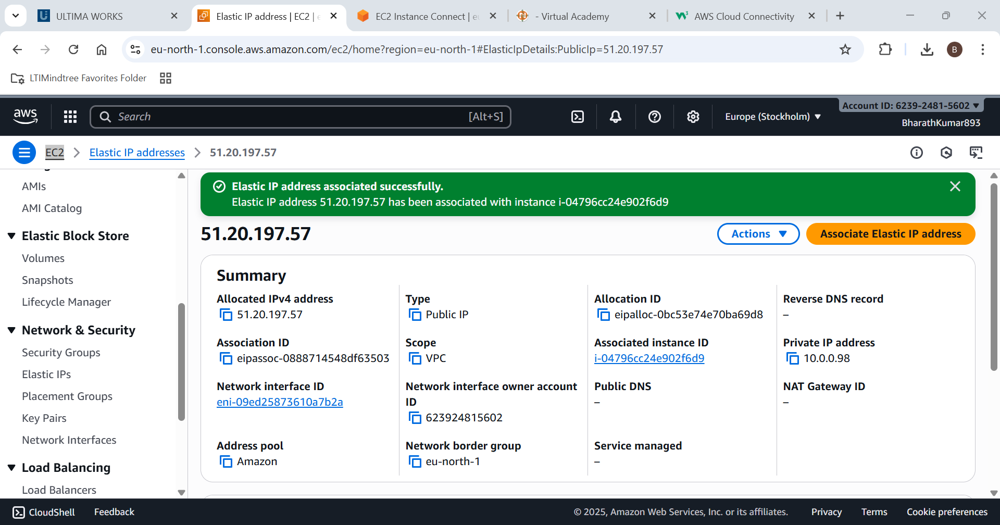 ULTIMA WORKS
Elastic IP address | EC2 |
EC2 Instance Connect |
- Virtual Academy
AWS Cloud Connectivity
eu-north-1.console.aws.amazon.com/ec2/home?region=eu-north-1#ElasticIpDetails:PublicIp=51.20.197.57
B
LTIMindtree Favorites Folder
aws
Search
[Alt+S]
Europe (Stockholm)
Account ID: 6239-2481-5602
BharathKumar893
EC2
Elastic IP addresses
51.20.197.57
AMIs
AMI Catalog
Elastic Block Store
Volumes
Snapshots
Lifecycle Manager
Network & Security
Security Groups
Elastic IPs
Placement Groups
Key Pairs
Network Interfaces
Load Balancing
Load Balancers
Elastic IP address associated successfully.
Elastic IP address 51.20.197.57 has been associated with instance i-04796cc24e902f6d9
51.20.197.57
Actions
Associate Elastic IP address
Summary
Allocated IPv4 address
51.20.197.57
Type
Public IP
Allocation ID
eipalloc-0bc53e74e70ba69d8
Reverse DNS record
–
Association ID
eipassoc-0888714548df63503
Scope
VPC
Associated instance ID
i-04796cc24e902f6d9
Private IP address
10.0.0.98
Network interface ID
eni-09ed25873610a7b2a
Network interface owner account
ID
623924815602
Public DNS
–
NAT Gateway ID
–
Address pool
Amazon
Network border group
eu-north-1
Service managed
–
CloudShell
Feedback
© 2025, Amazon Web Services, Inc. or its affiliates.
Privacy
Terms
Cookie preferences